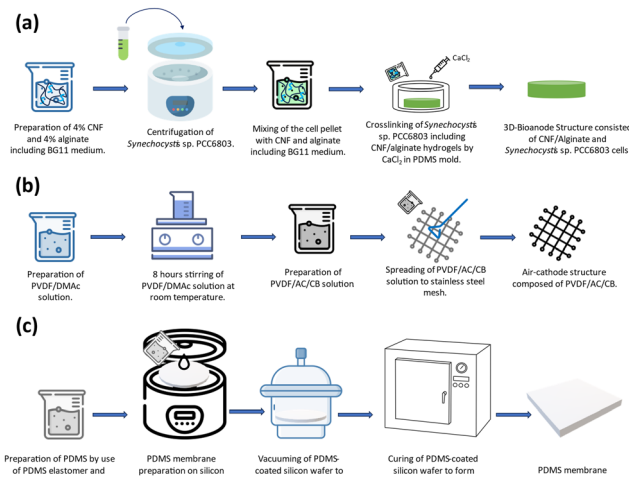 (a)
CaCl₂
Preparation of 4% CNF
and 4% alginate
including BG11 medium.
Centrifugation of
Synechocystis sp. PCC6803.
Mixing of the cell pellet
with CNF and alginate
including BG11 medium.
Crosslinking of Synechocystis
sp. PCC6803 including
CNF/alginate hydrogels by
CaCl₂ in PDMS mold.
3D-Bioanode Structure consisted
of CNF/Alginate and
Synechocystis sp. PCC6803 cells
(b)
Preparation of
PVDF/DMAc
solution.
8 hours stirring of
PVDF/DMAc solution at
room temperature.
Preparation of
PVDF/AC/CB solution
Spreading of PVDF/AC/CB
solution to stainless steel
mesh.
Air-cathode structure
composed of PVDF/AC/CB.
(c)
Preparation of PDMS by use
of PDMS elastomer and
PDMS membrane
preparation on silicon
Vacuuming of PDMS-
coated silicon wafer to
Curing of PDMS-coated
silicon wafer to form
PDMS membrane